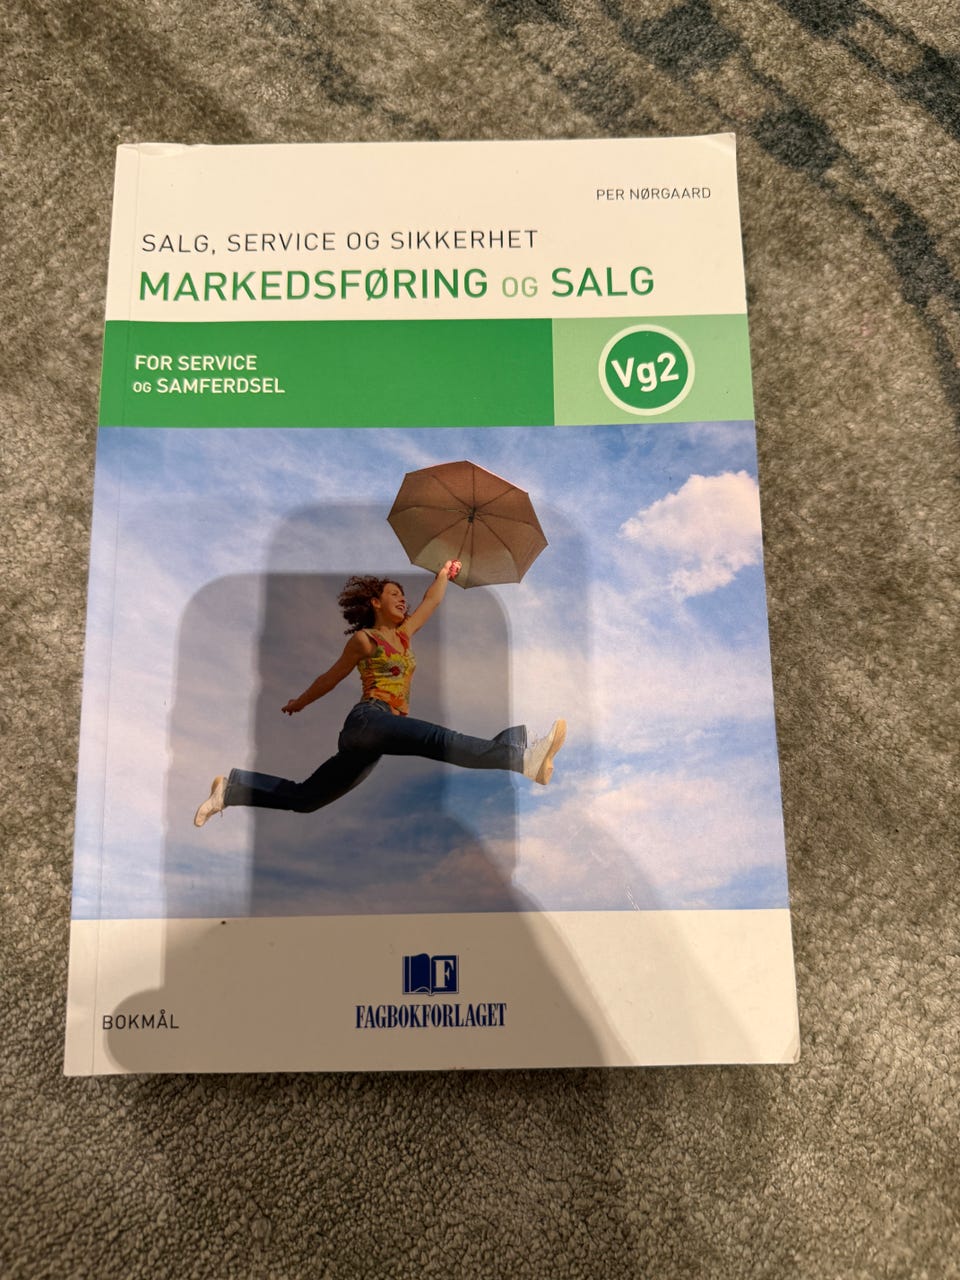 PER NØRGAARD
SALG, SERVICE OG SIKKERHET
MARKEDSFØRING OG SALG
FOR SERVICE
OG SAMFERDSEL
Vg2
F
FAGBOKFORLAGET
BOKMÅL